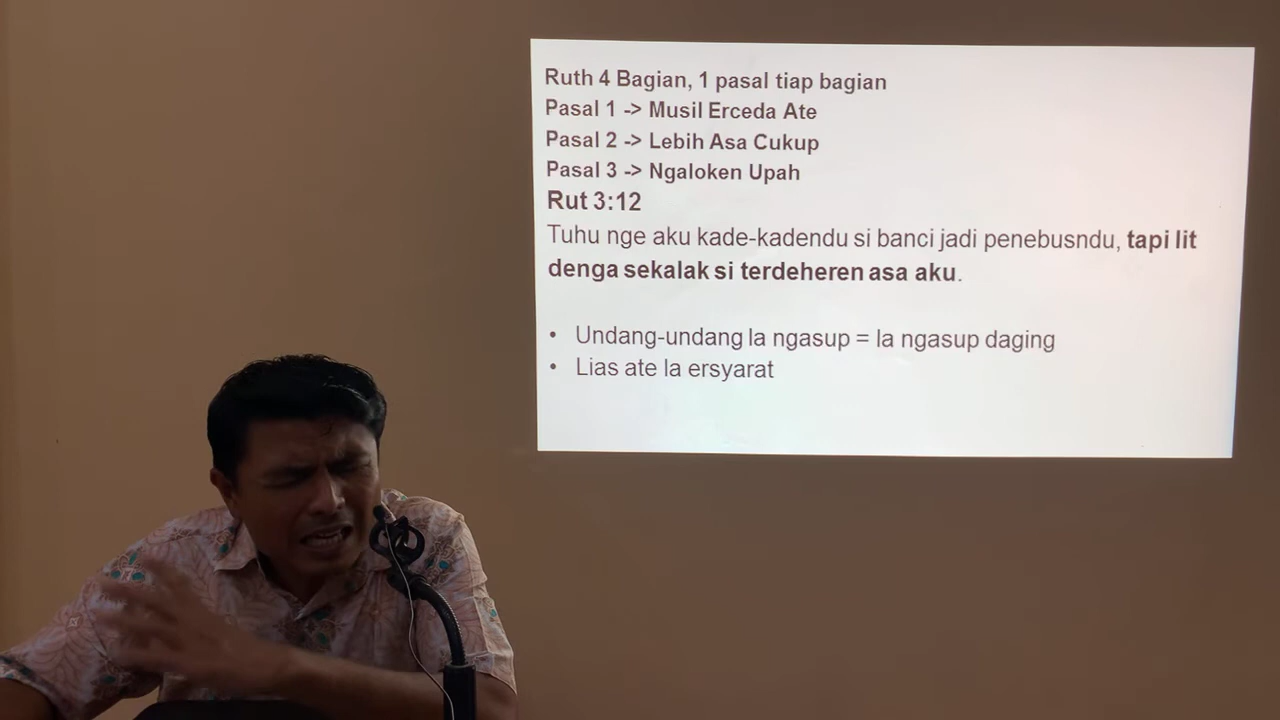 Ruth 4 Bagian, 1 pasal tiap bagian
Pasal 1 -> Musil Erceda Ate
Pasal 2 -> Lebih Asa Cukup
Pasal 3 -> Ngaloken Upah
Rut 3:12
Tuhu nge aku kade-kadendu si banci jadi penebusndu, tapi lit
denga sekalak si terdeheren asa aku.
• Undang-undang la ngasup = la ngasup daging
• Lias ate la ersyarat